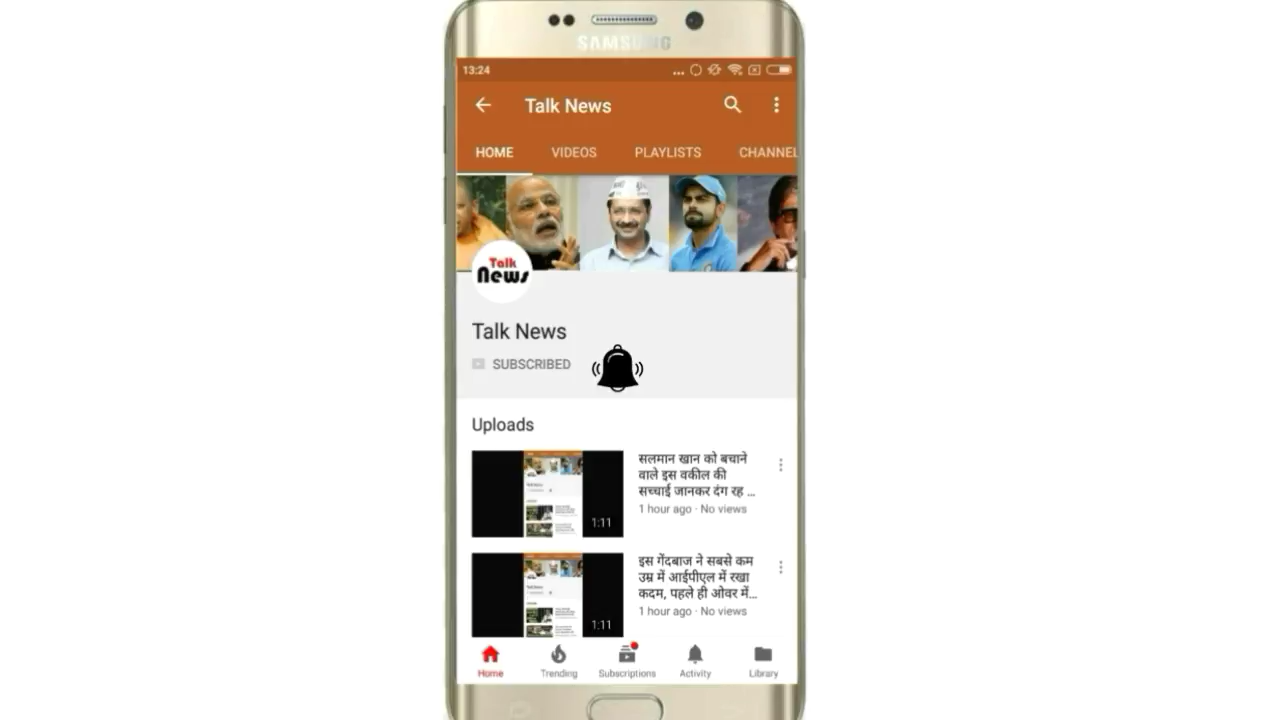 SAMSUNG
13:24
Talk News
HOME VIDEOS PLAYLISTS CHANNEL
Talk
News
Talk News
SUBSCRIBED
Uploads
सलमान खान को बचाने
वाले इस वकील की
सच्चाई जानकर दंग रह ...
1 hour ago · No views
1:11
इस गेंदबाज ने सबसे कम
उम्र में आईपीएल में रखा
कदम, पहले ही ओवर में...
1 hour ago · No views
1:11
Home Trending Subscriptions Activity Library